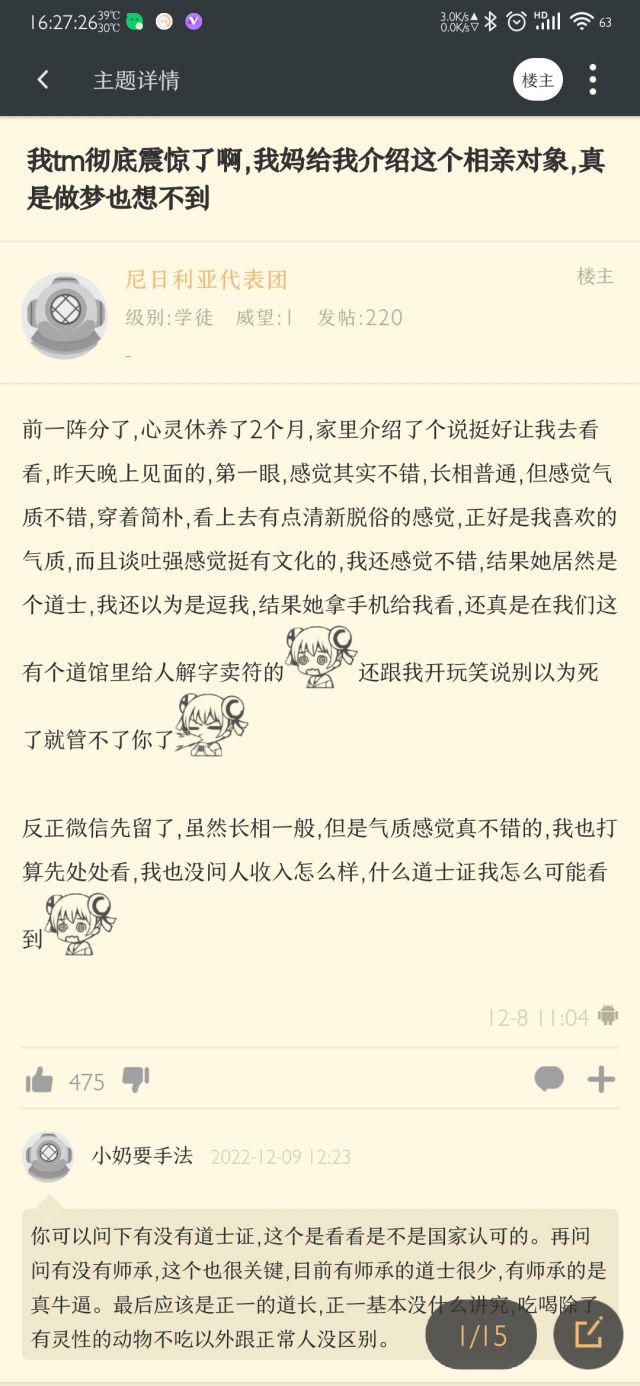 16:27:26 39℃ 30℃ 3.0K/s▲ 0.0K/s▽ HD 63
主题详情 楼主
我tm彻底震惊了啊,我妈给我介绍这个相亲对象,真
是做梦也想不到
尼日利亚代表团 楼主
级别:学徒 威望:1 发帖:220
-
前一阵分了,心灵休养了2个月,家里介绍了个说挺好让我去看
看,昨天晚上见面的,第一眼,感觉其实不错,长相普通,但感觉气
质不错,穿着简朴,看上去有点清新脱俗的感觉,正好是我喜欢的
气质,而且谈吐强感觉挺有文化的,我还感觉不错,结果她居然是
个道士,我还以为是逗我,结果她拿手机给我看,还真是在我们这
有个道馆里给人解字卖符的 还跟我开玩笑说别以为死
了就管不了你了
反正微信先留了,虽然长相一般,但是气质感觉真不错的,我也打
算先处处看,我也没问人收入怎么样,什么道士证我怎么可能看
到
12-8 11:04
475
小奶要手法 2022-12-09 12:23
你可以问下有没有道士证,这个是看看是不是国家认可的。再问
问有没有师承,这个也很关键,目前有师承的道士很少,有师承的是
真牛逼。最后应该是正一的道长,正一基本没什么讲究,吃喝除了
有灵性的动物不吃以外跟正常人没区别。
1/15